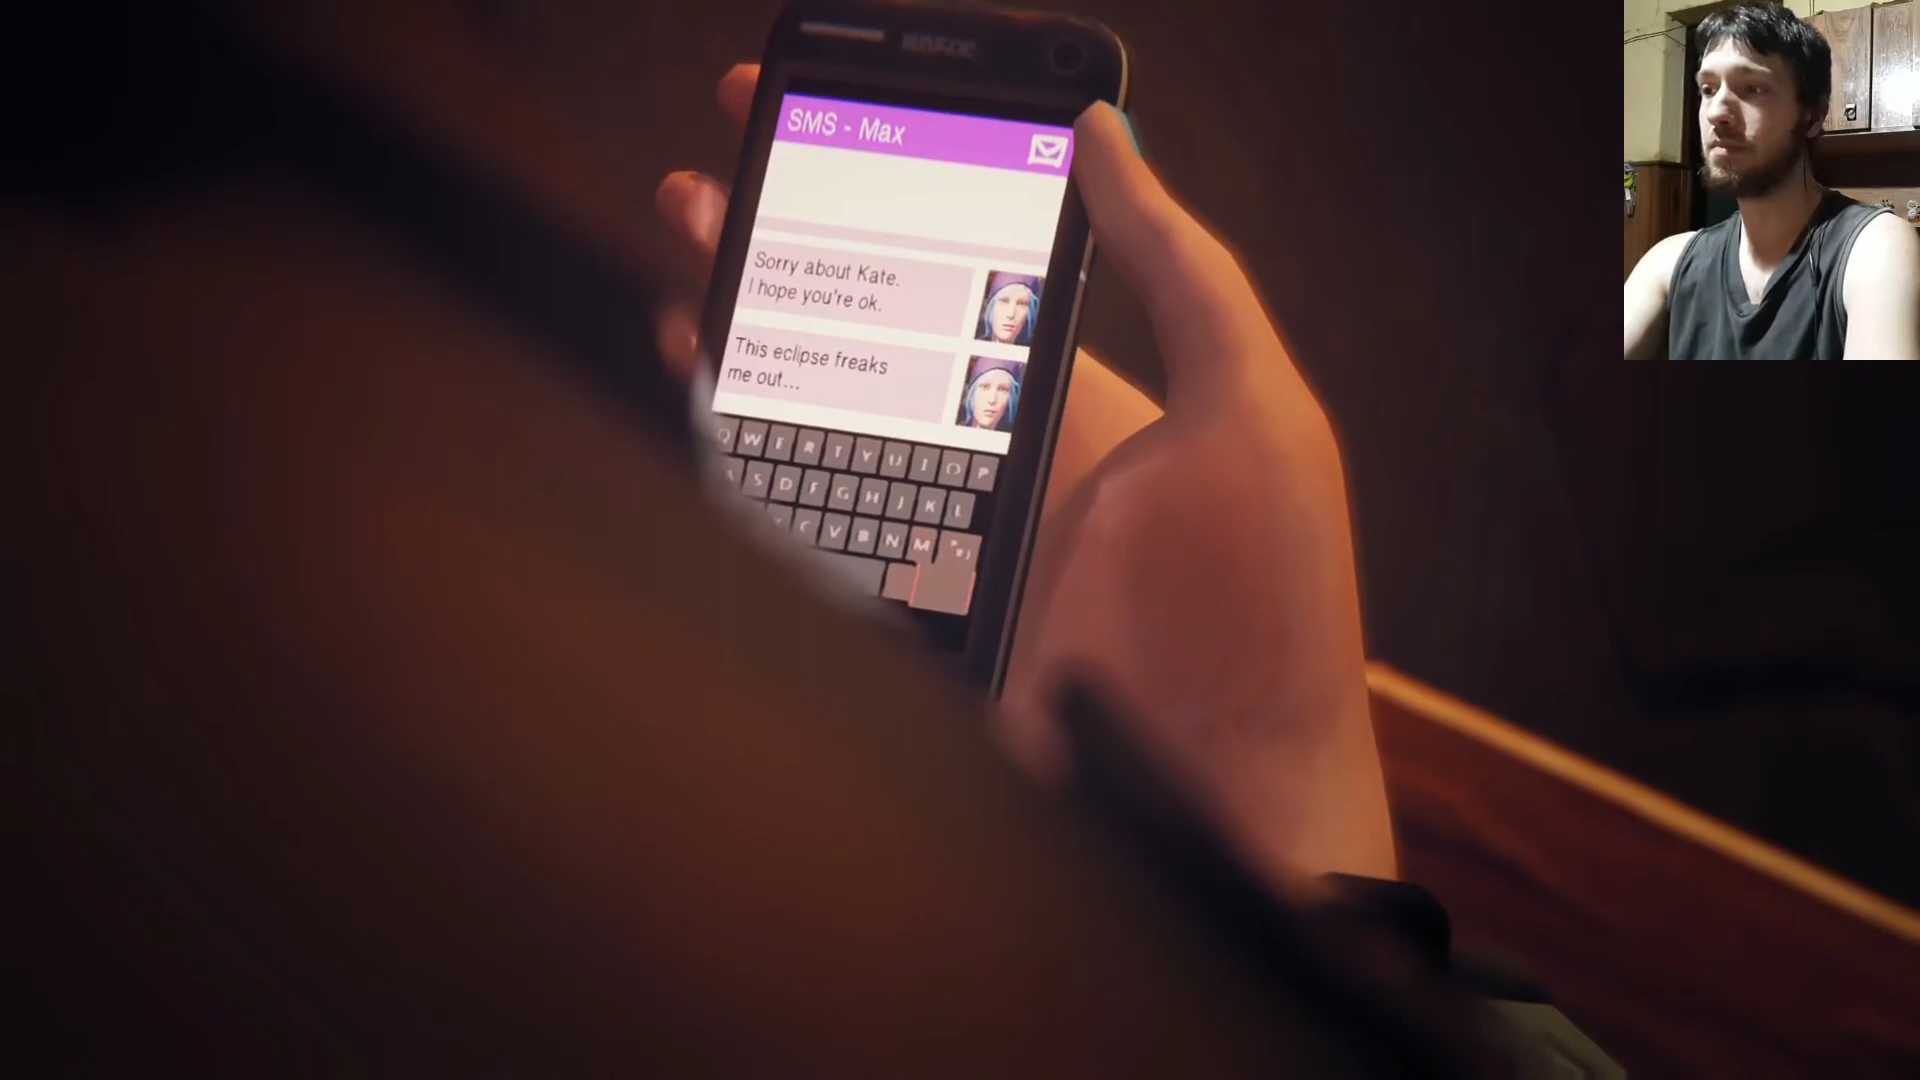 SMS - Max
Sorry about Kate.
I hope you're ok.
This eclipse freaks
me out...
Q W E R T Y U I O P
A S D F G H J K L
C V B N M